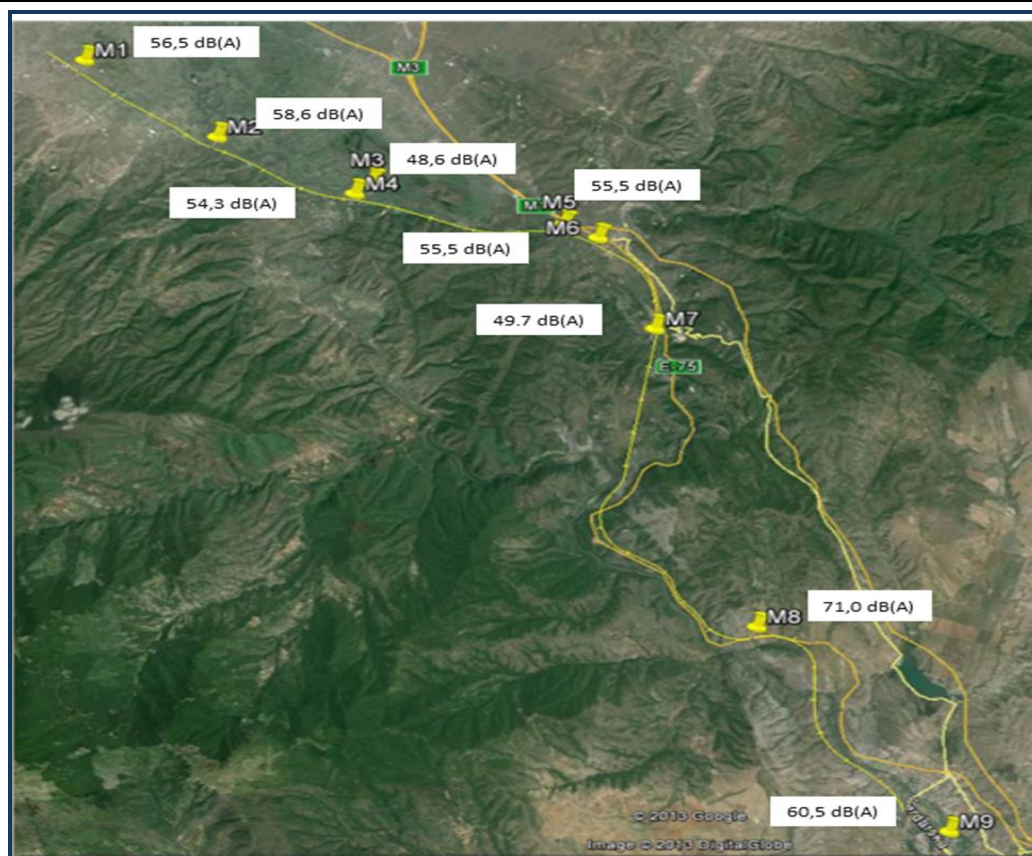 M1 56,5 dB(A)
M3
M2 58,6 dB(A)
M3 48,6 dB(A)
M4
54,3 dB(A)
55,5 dB(A)
M5
M6
55,5 dB(A)
49.7 dB(A)
M7
E-75
M8 71,0 dB(A)
60,5 dB(A)
M9
© 2013 Google
Image © 2013 DigitalGlobe